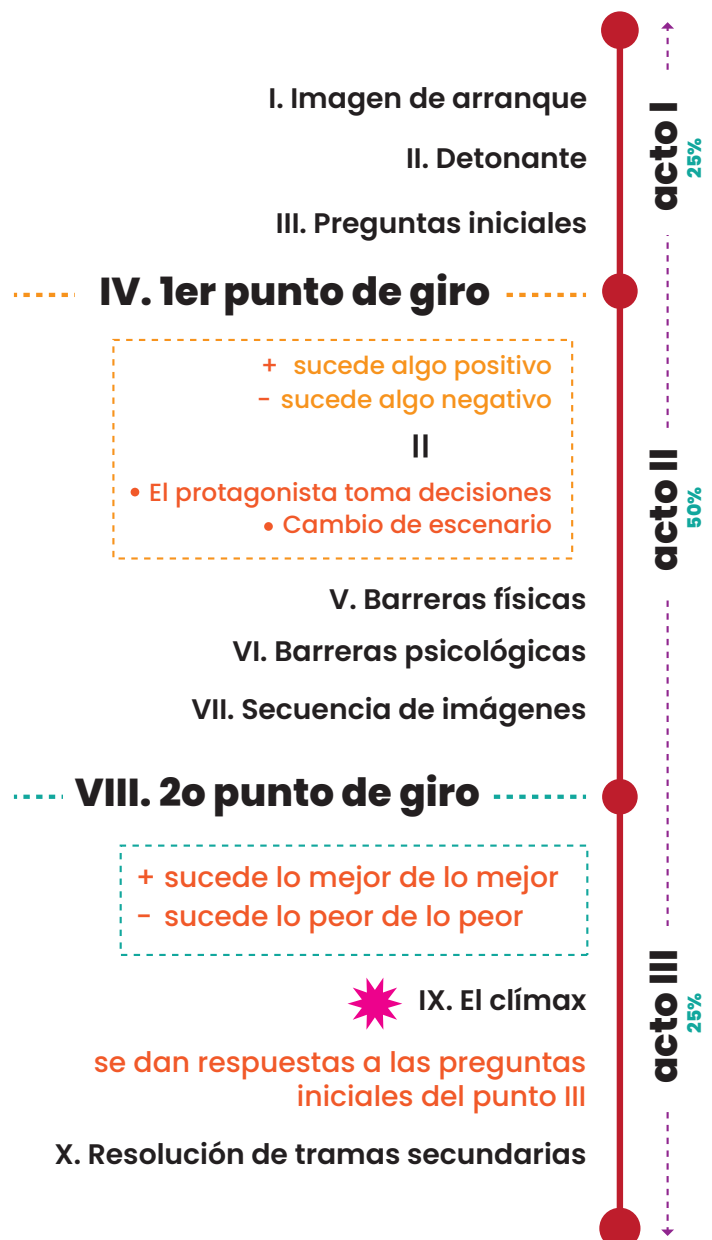 I. Imagen de arranque
II. Detonante
III. Preguntas iniciales
acto I
25%
IV. 1er punto de giro
+ sucede algo positivo
- sucede algo negativo
II
• El protagonista toma decisiones
• Cambio de escenario
acto II
50%
V. Barreras físicas
VI. Barreras psicológicas
VII. Secuencia de imágenes
VIII. 2o punto de giro
+ sucede lo mejor de lo mejor
- sucede lo peor de lo peor
IX. El clímax
se dan respuestas a las preguntas
iniciales del punto III
acto III
25%
X. Resolución de tramas secundarias